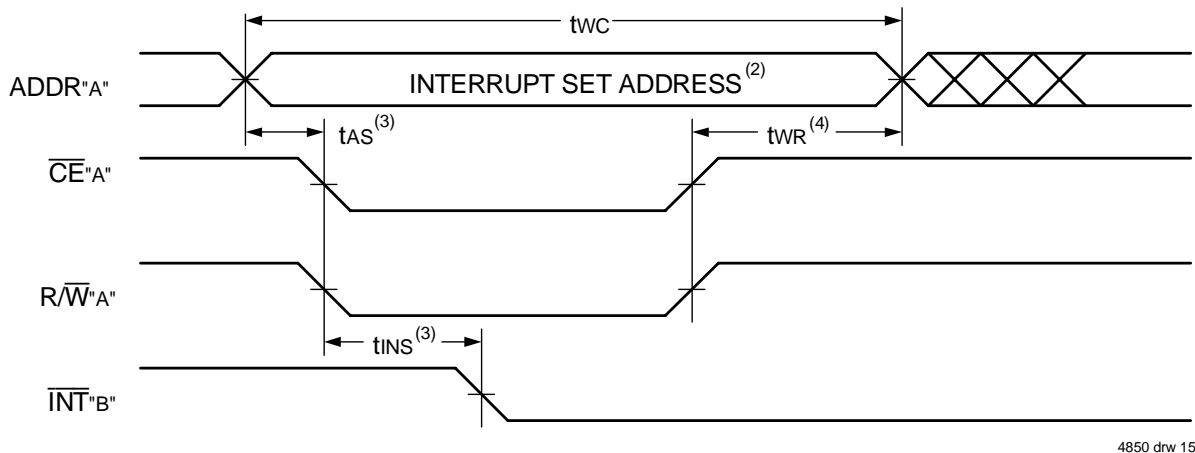 tWC
ADDR"A"
INTERRUPT SET ADDRESS(2)
tAS(3)
tWR(4)
CE"A"
R/W"A"
tINS(3)
INT"B"
4850 drw 15